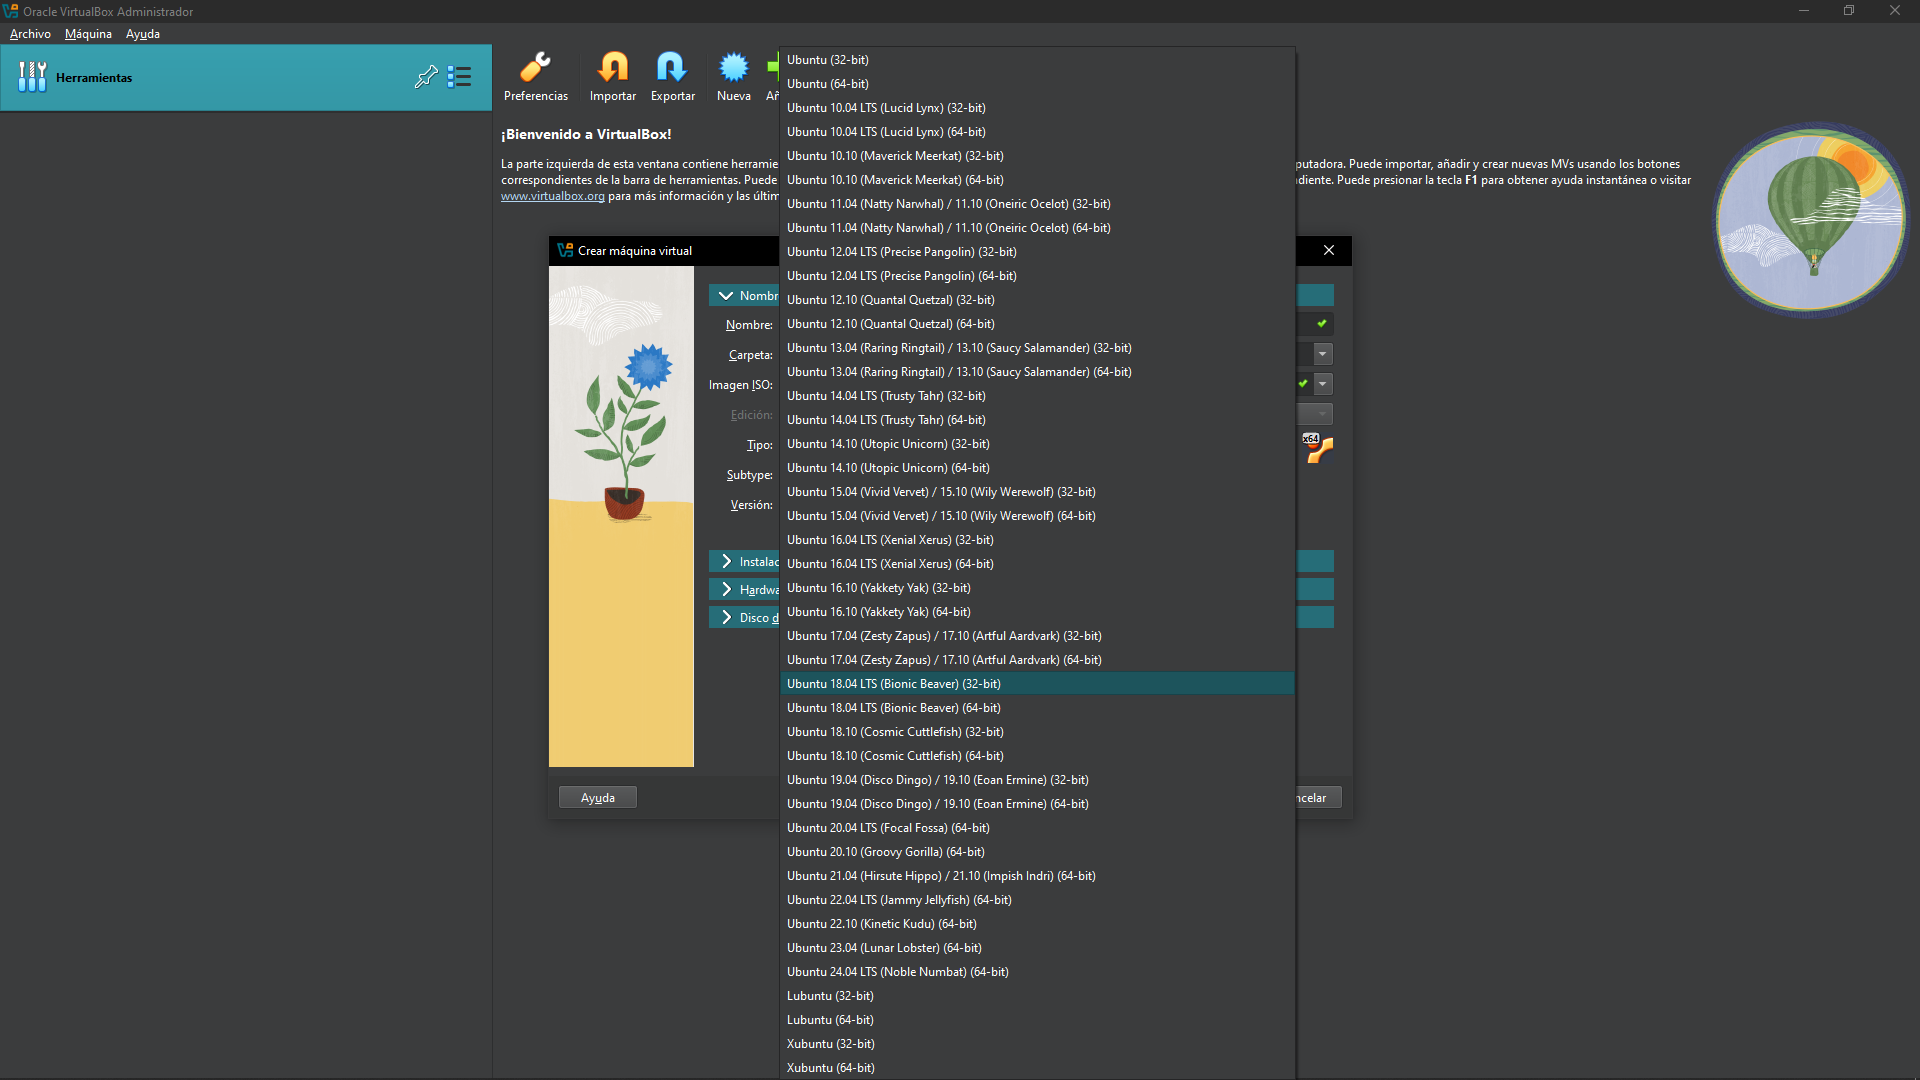 Oracle VirtualBox Administrador
Archivo Máquina Ayuda
Herramientas
Preferencias Importar Exportar Nueva
¡Bienvenido a VirtualBox!
La parte izquierda de esta ventana contiene herramie
putadora. Puede importar, añadir y crear nuevas MVs usando los botones
correspondientes de la barra de herramientas. Puede
diente. Puede presionar la tecla F1 para obtener ayuda instantánea o visitar
www.virtualbox.org para más información y las últim
Crear máquina virtual
Nombr
Nombre:
Carpeta:
Imagen ISO:
Edición:
Tipo:
x64
Subtype:
Versión:
Instalac
Hardwa
Disco d
Ayuda
ncelar
Ubuntu (32-bit)
Ubuntu (64-bit)
Ubuntu 10.04 LTS (Lucid Lynx) (32-bit)
Ubuntu 10.04 LTS (Lucid Lynx) (64-bit)
Ubuntu 10.10 (Maverick Meerkat) (32-bit)
Ubuntu 10.10 (Maverick Meerkat) (64-bit)
Ubuntu 11.04 (Natty Narwhal) / 11.10 (Oneiric Ocelot) (32-bit)
Ubuntu 11.04 (Natty Narwhal) / 11.10 (Oneiric Ocelot) (64-bit)
Ubuntu 12.04 LTS (Precise Pangolin) (32-bit)
Ubuntu 12.04 LTS (Precise Pangolin) (64-bit)
Ubuntu 12.10 (Quantal Quetzal) (32-bit)
Ubuntu 12.10 (Quantal Quetzal) (64-bit)
Ubuntu 13.04 (Raring Ringtail) / 13.10 (Saucy Salamander) (32-bit)
Ubuntu 13.04 (Raring Ringtail) / 13.10 (Saucy Salamander) (64-bit)
Ubuntu 14.04 LTS (Trusty Tahr) (32-bit)
Ubuntu 14.04 LTS (Trusty Tahr) (64-bit)
Ubuntu 14.10 (Utopic Unicorn) (32-bit)
Ubuntu 14.10 (Utopic Unicorn) (64-bit)
Ubuntu 15.04 (Vivid Vervet) / 15.10 (Wily Werewolf) (32-bit)
Ubuntu 15.04 (Vivid Vervet) / 15.10 (Wily Werewolf) (64-bit)
Ubuntu 16.04 LTS (Xenial Xerus) (32-bit)
Ubuntu 16.04 LTS (Xenial Xerus) (64-bit)
Ubuntu 16.10 (Yakkety Yak) (32-bit)
Ubuntu 16.10 (Yakkety Yak) (64-bit)
Ubuntu 17.04 (Zesty Zapus) / 17.10 (Artful Aardvark) (32-bit)
Ubuntu 17.04 (Zesty Zapus) / 17.10 (Artful Aardvark) (64-bit)
Ubuntu 18.04 LTS (Bionic Beaver) (32-bit)
Ubuntu 18.04 LTS (Bionic Beaver) (64-bit)
Ubuntu 18.10 (Cosmic Cuttlefish) (32-bit)
Ubuntu 18.10 (Cosmic Cuttlefish) (64-bit)
Ubuntu 19.04 (Disco Dingo) / 19.10 (Eoan Ermine) (32-bit)
Ubuntu 19.04 (Disco Dingo) / 19.10 (Eoan Ermine) (64-bit)
Ubuntu 20.04 LTS (Focal Fossa) (64-bit)
Ubuntu 20.10 (Groovy Gorilla) (64-bit)
Ubuntu 21.04 (Hirsute Hippo) / 21.10 (Impish Indri) (64-bit)
Ubuntu 22.04 LTS (Jammy Jellyfish) (64-bit)
Ubuntu 22.10 (Kinetic Kudu) (64-bit)
Ubuntu 23.04 (Lunar Lobster) (64-bit)
Ubuntu 24.04 LTS (Noble Numbat) (64-bit)
Lubuntu (32-bit)
Lubuntu (64-bit)
Xubuntu (32-bit)
Xubuntu (64-bit)